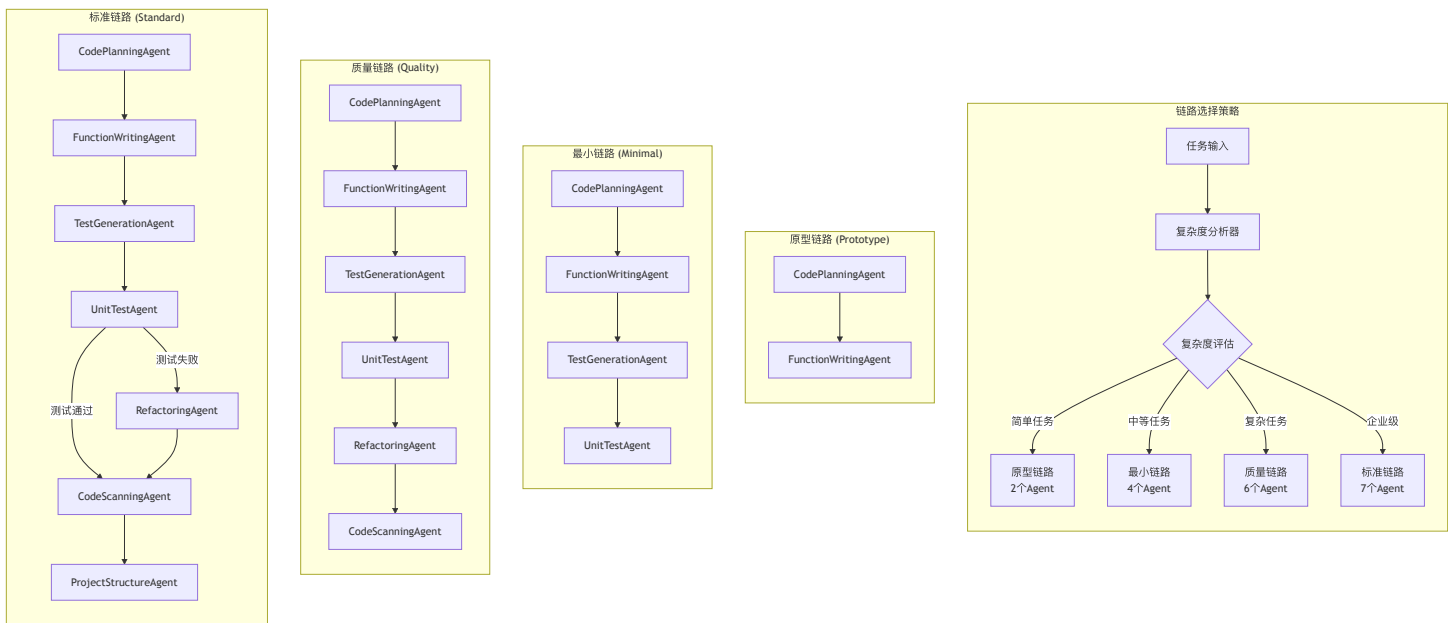 标准链路 (Standard)
CodePlanningAgent
FunctionWritingAgent
TestGenerationAgent
UnitTestAgent
测试失败
测试通过
RefactoringAgent
CodeScanningAgent
ProjectStructureAgent
质量链路 (Quality)
CodePlanningAgent
FunctionWritingAgent
TestGenerationAgent
UnitTestAgent
RefactoringAgent
CodeScanningAgent
最小链路 (Minimal)
CodePlanningAgent
FunctionWritingAgent
TestGenerationAgent
UnitTestAgent
原型链路 (Prototype)
CodePlanningAgent
FunctionWritingAgent
链路选择策略
任务输入
复杂度分析器
复杂度评估
简单任务
中等任务
复杂任务
企业级
原型链路
2个Agent
最小链路
4个Agent
质量链路
6个Agent
标准链路
7个Agent